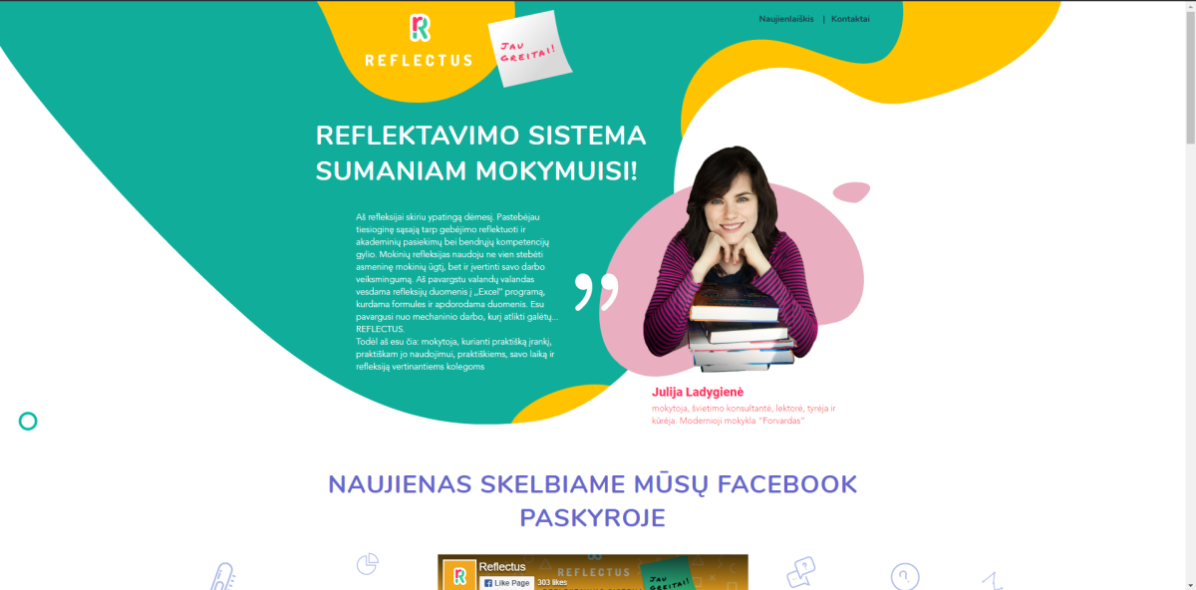 Naujienlaiškis | Kontaktai
REFLECTUS
JAU
GREITAI!
REFLEKTAVIMO SISTEMA
SUMANIAM MOKYMUISI!
Aš refleksijai skiriu ypatingą dėmesį. Pastebėjau
tiesioginę sąsają tarp gebėjimo reflektuoti ir
akademinių pasiekimų bei bendrųjų kompetencijų
gylio. Mokinių refleksijas naudoju ne vien stebėti
asmeninę mokinių ūgtį, bet ir įvertinti savo darbo
veiksmingumą. Aš pavargstu valandų valandas
vesdama refleksijų duomenis į „Excel“ programą,
kurdama formules ir apdorodama duomenis. Esu
pavargusi nuo mechaninio darbo, kurį atlikti galėtų...
REFLECTUS.
Todėl aš esu čia: mokytoja, kurianti praktišką įrankį,
praktiškam jo naudojimui, praktiškiems, savo laiką ir
refleksiją vertinantiems kolegoms
Julija Ladygienė
mokytoja, švietimo konsultantė, lektorė, tyrėja ir
kūrėja. Modernioji mokykla "Forvardas"
NAUJIENAS SKELBIAME MŪSŲ FACEBOOK
PASKYROJE
Reflectus
Like Page
303 likes
REFLECTUS
JAU
GREITAI!